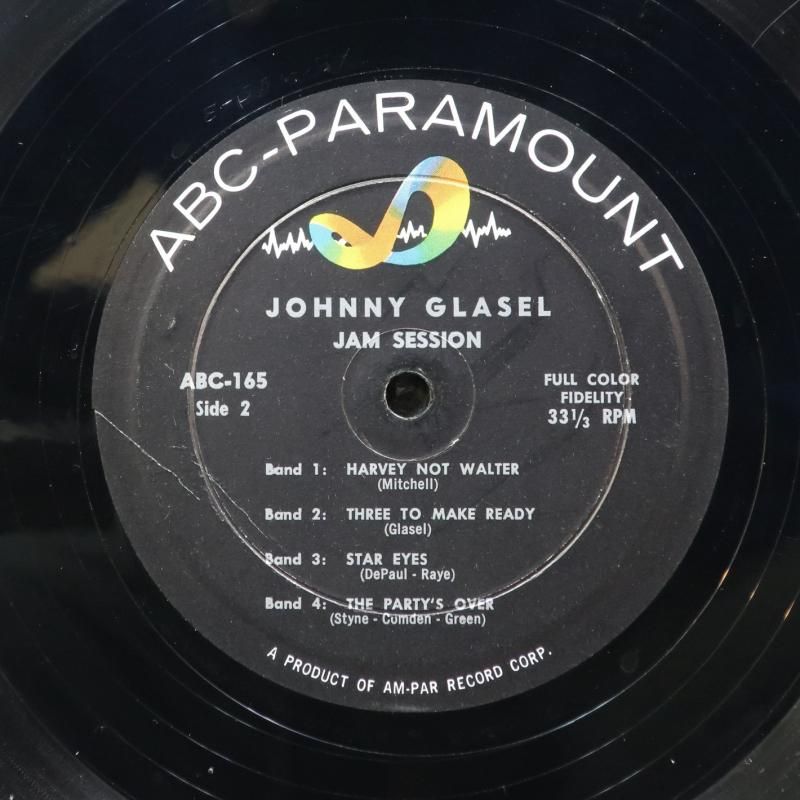 ABC-PARAMOUNT
JOHNNY GLASEL
JAM SESSION
ABC-165
Side 2
FULL COLOR
FIDELITY
33 1/3 RPM
Band 1: HARVEY NOT WALTER
(Mitchell)
Band 2: THREE TO MAKE READY
(Glasel)
Band 3: STAR EYES
(DePaul - Raye)
Band 4: THE PARTY'S OVER
(Styne - Comden - Green)
A PRODUCT OF AM-PAR RECORD CORP.